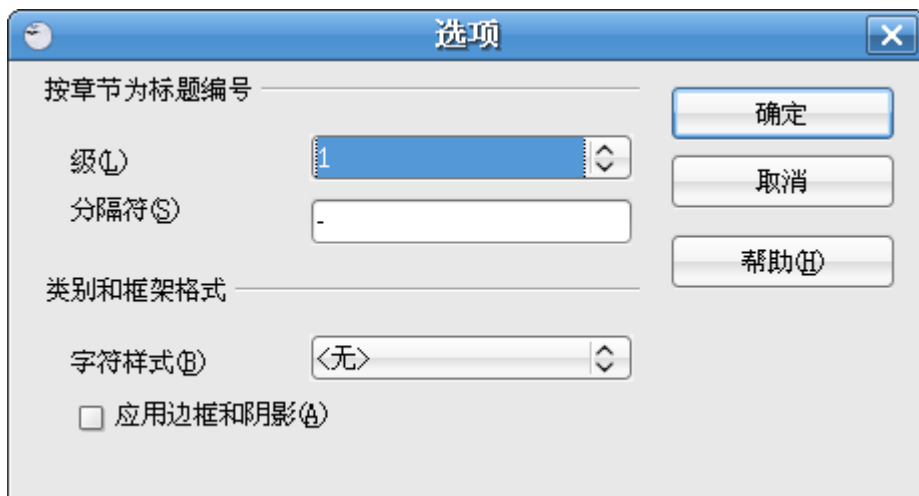 选项
按章节为标题编号
级(L)
1
分隔符(S)
-
类别和框架格式
字符样式(B)
<无>
应用边框和阴影(A)
确定
取消
帮助(H)